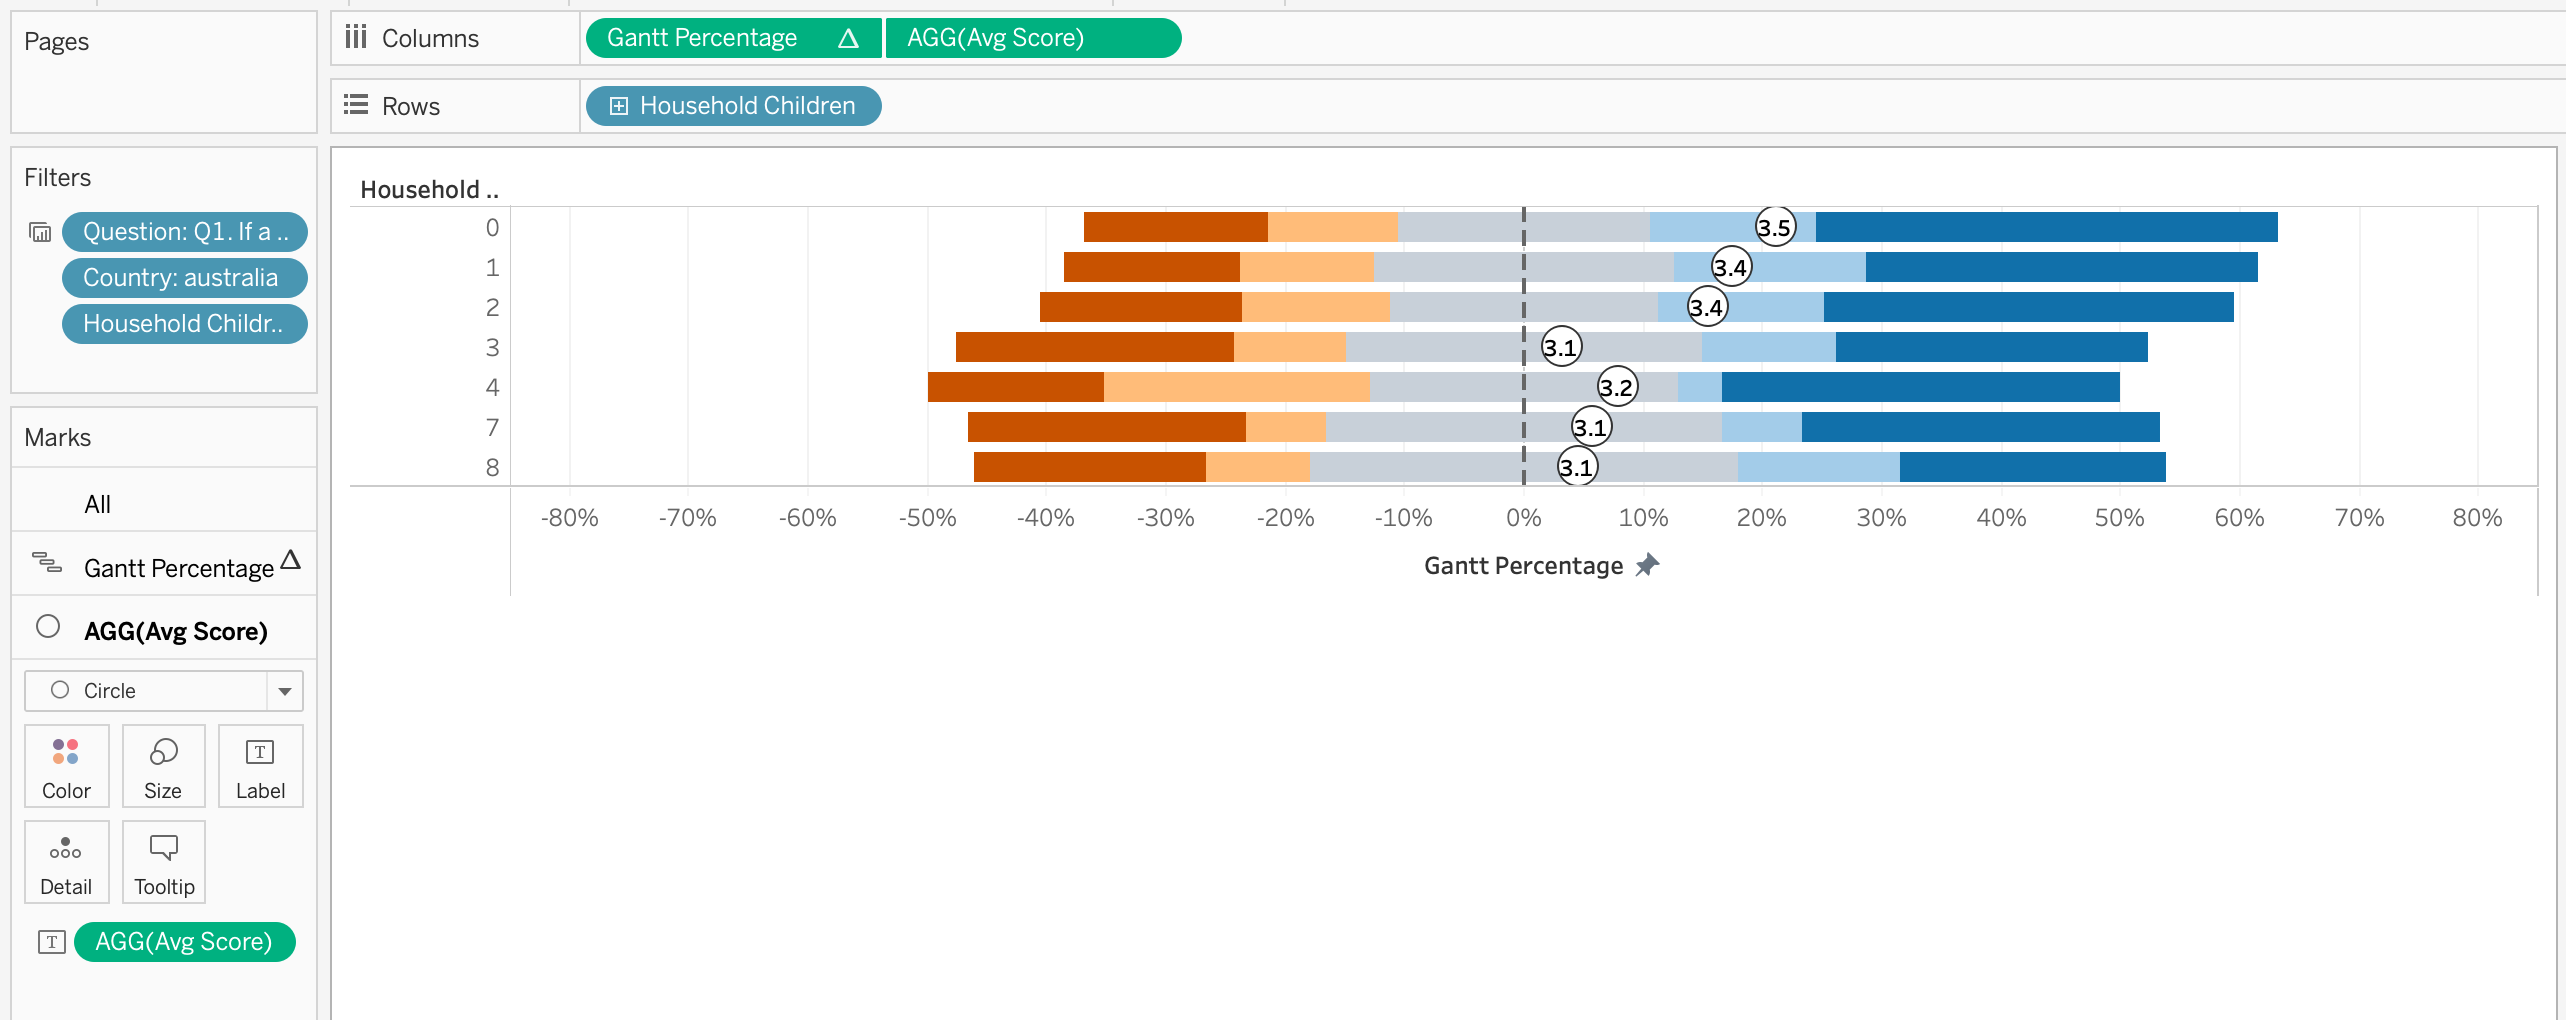 Pages
Columns
Gantt Percentage
AGG(Avg Score)
Rows
Household Children
Filters
Question: Q1. If a ..
Country: australia
Household Childr..
Marks
All
Gantt Percentage
AGG(Avg Score)
Circle
Color
Size
Label
Detail
Tooltip
AGG(Avg Score)
Household ..
0
3.5
1
3.4
2
3.4
3
3.1
4
3.2
7
3.1
8
3.1
-80% -70% -60% -50% -40% -30% -20% -10% 0% 10% 20% 30% 40% 50% 60% 70% 80%
Gantt Percentage